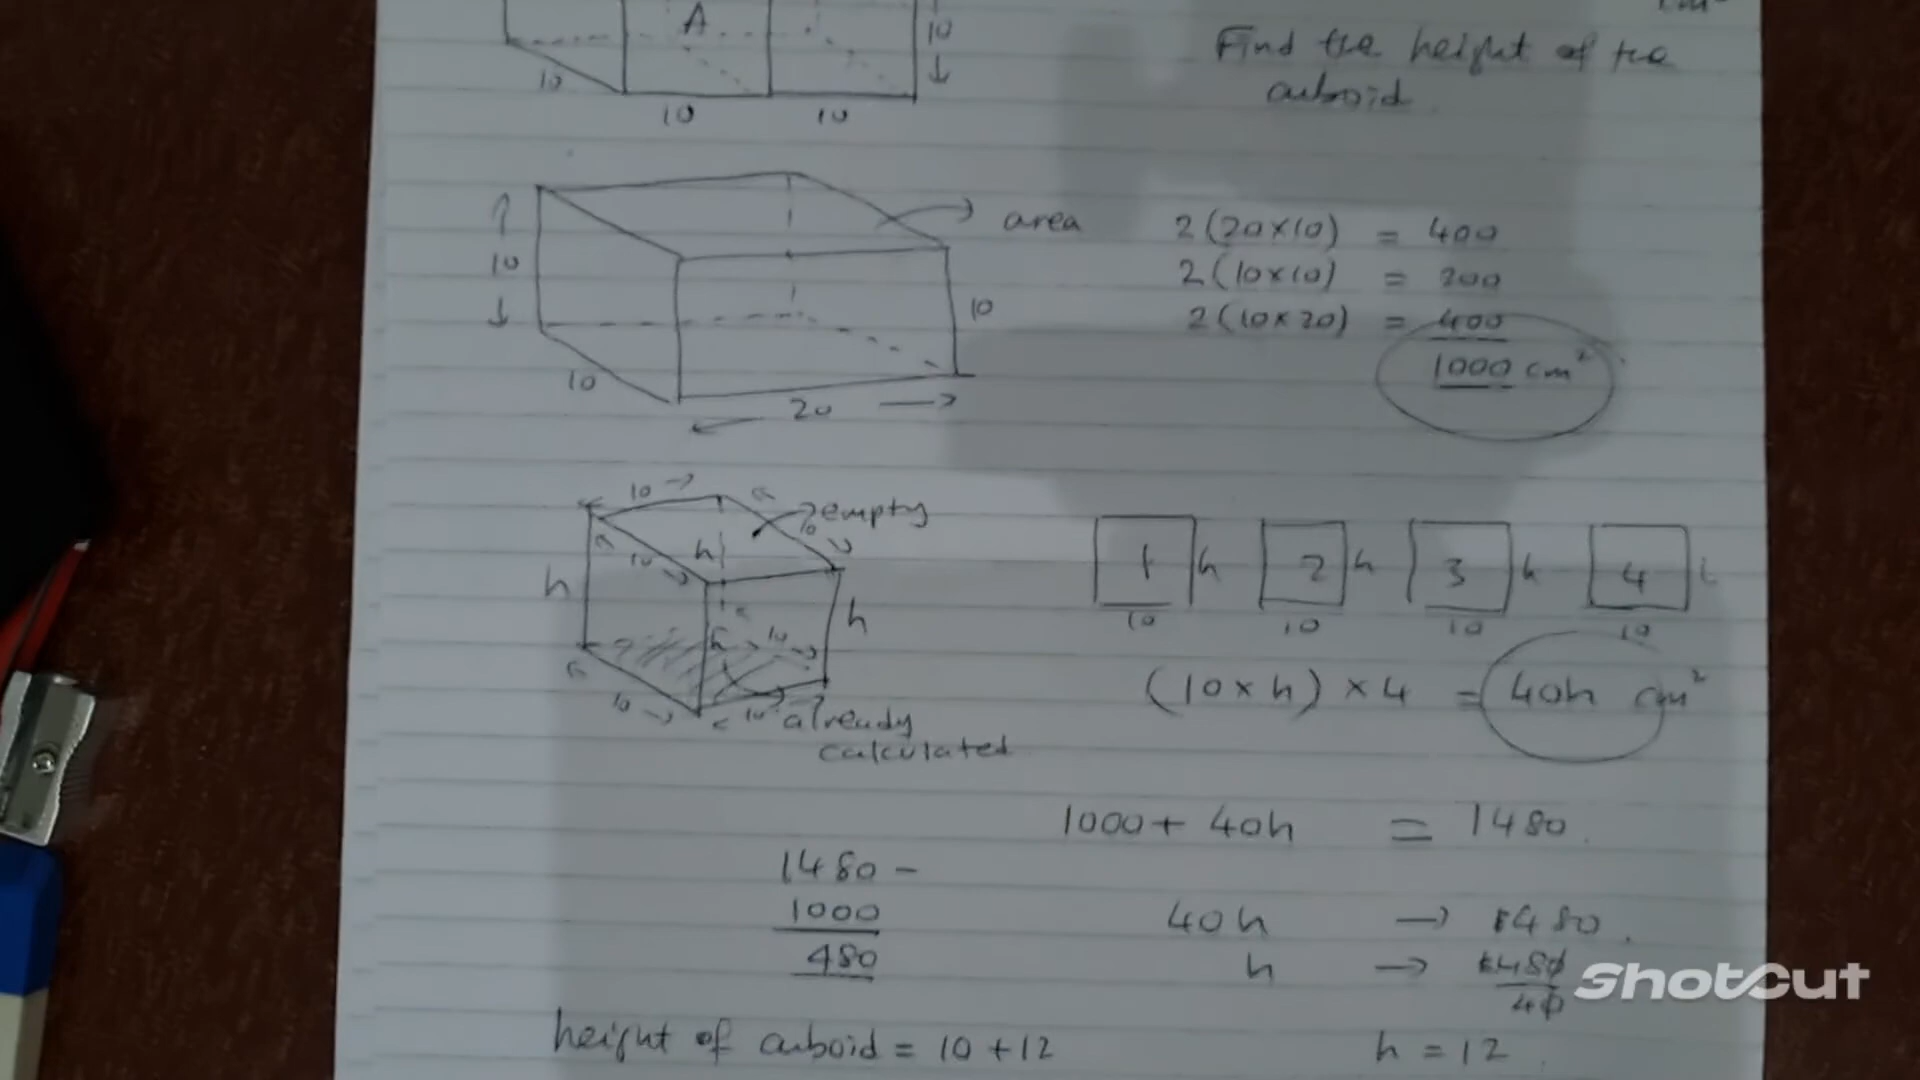 cm²
A
10
10
10
10
Find the height of the
cuboid
10
10
20
10
area
2(20×10) = 400
2(10×10) = 200
2(10×20) = 400
1000 cm²
10
empty
h
10
h
h
10
10
10
already
calculated
1 h 2 h 3 h 4
10 10 10 10
(10×h) ×4 = 40h cm²
1000 + 40h = 1480
1480 –
1000
480
40h → 480
h → 480
40
height of cuboid = 10 + 12
h = 12
Shotcut